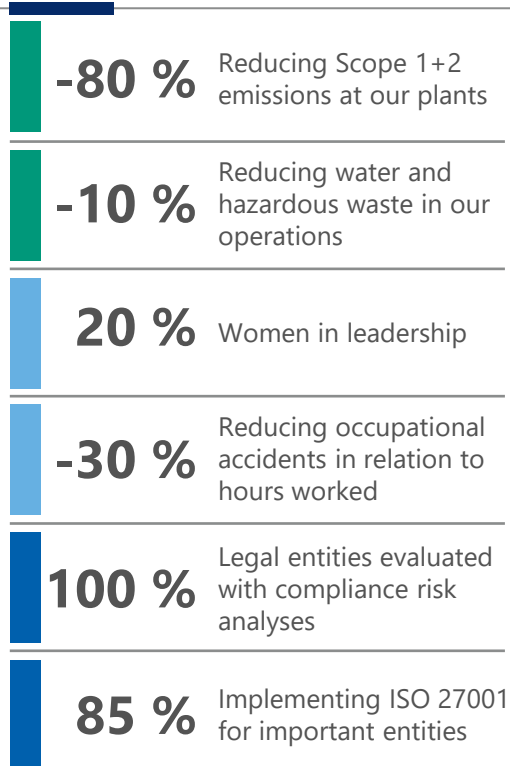 -80 %
Reducing Scope 1+2
emissions at our plants
-10 %
Reducing water and
hazardous waste in our
operations
20 %
Women in leadership
-30 %
Reducing occupational
accidents in relation to
hours worked
100 %
Legal entities evaluated
with compliance risk
analyses
85 %
Implementing ISO 27001
for important entities